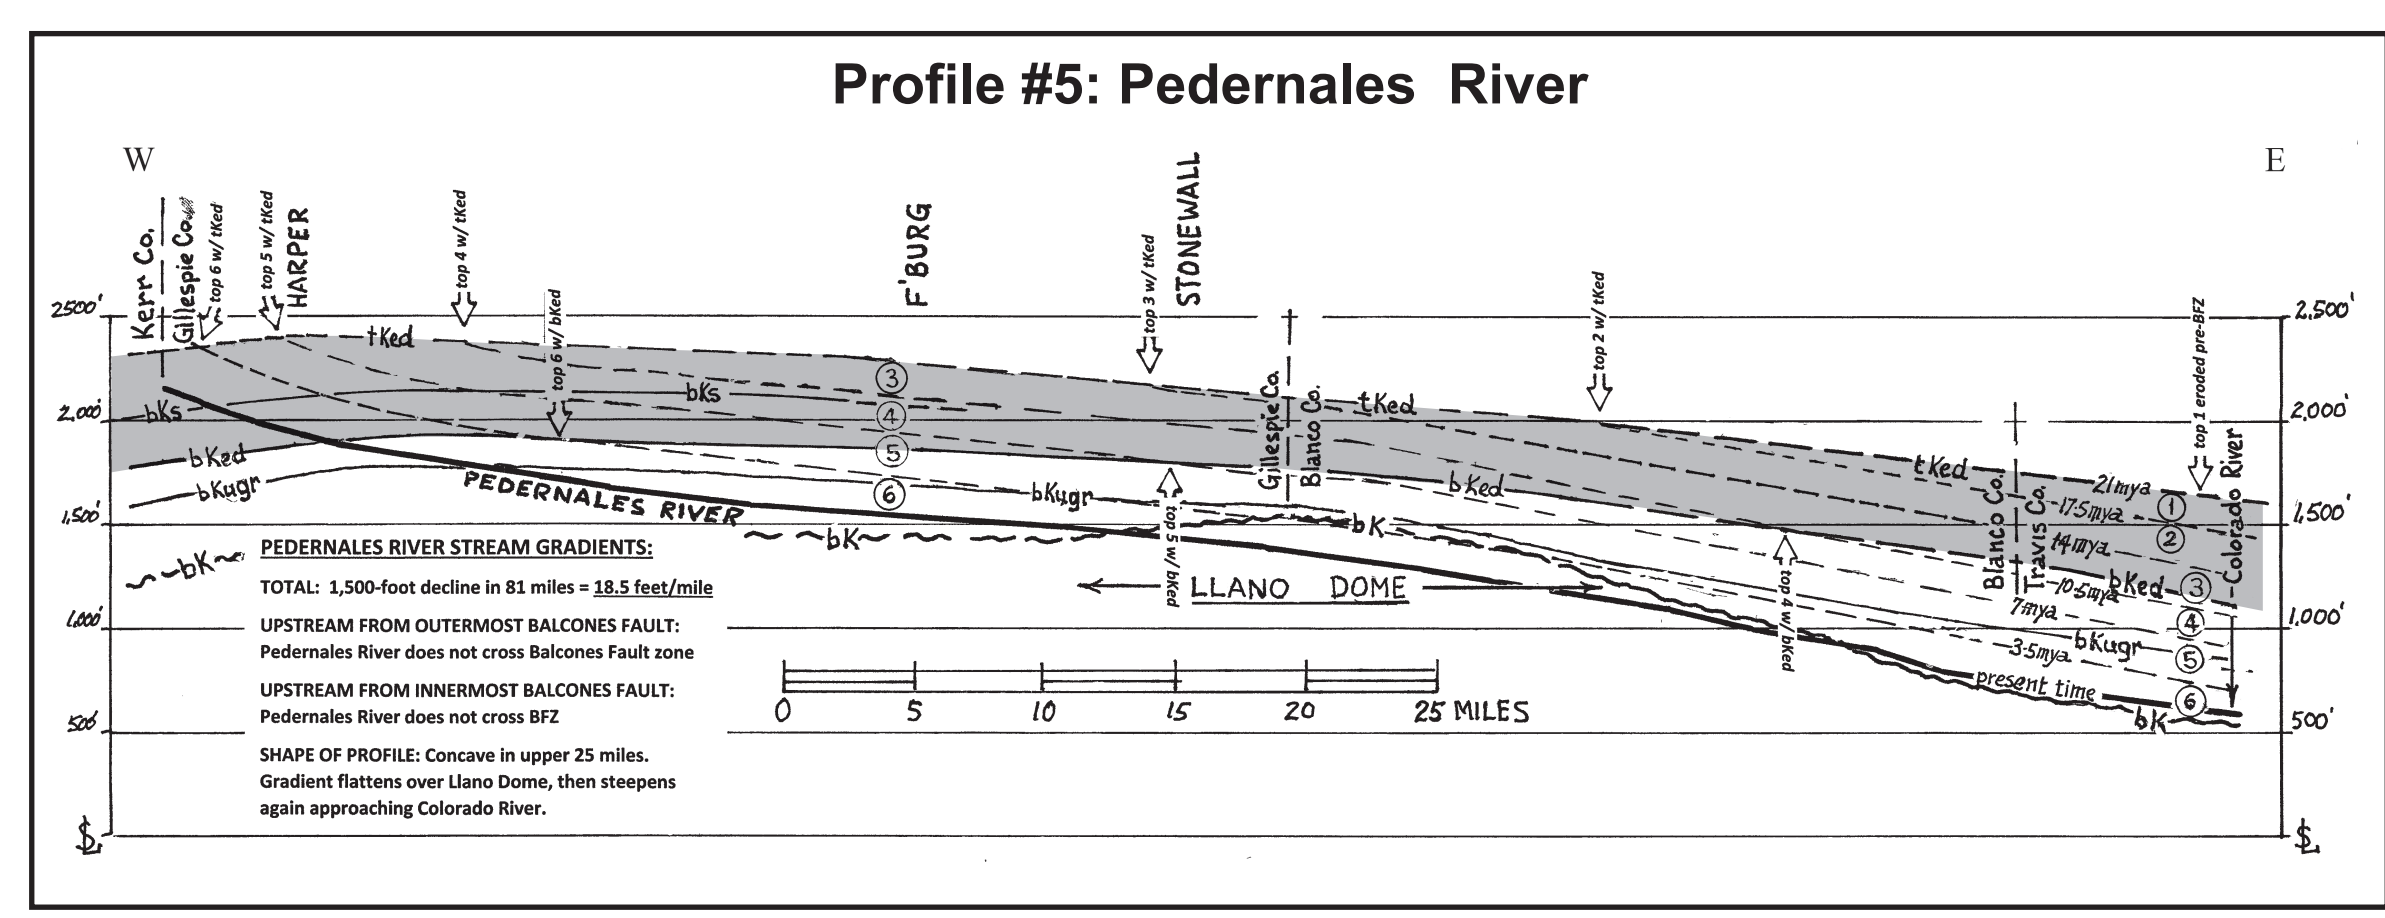 Profile #5: Pedernales River
W
E
Kerr Co.
Gillespie Co.
top 6 w/ tKed
top 5 w/ tKed
HARPER
top 4 w/ tKed
top 6 w/ bKed
F'BURG
top 3 w/ tKed
STONEWALL
Gillespie Co.
Blanco Co.
top 2 w/ tKed
Blanco Co.
Travis Co.
top 1 eroded pre-BFZ
Colorado River
2500'
2,500'
tKed
3
bKs
bKs
2,000'
4
tKed
2,000'
5
bKed
bKed
tKed
21mya
1
bKugr
6
bKugr
PEDERNALES RIVER
1,500'
17.5mya
1,500'
bK
bK
2
14mya
top 5 w/ bKed
top 4 w/ bKed
bK
bKed
10.5mya
3
LLANO DOME
7mya
1,000'
4
1,000'
bKugr
3.5mya
5
present time
6
500'
bK
500'
PEDERNALES RIVER STREAM GRADIENTS:
TOTAL: 1,500-foot decline in 81 miles = 18.5 feet/mile
UPSTREAM FROM OUTERMOST BALCONES FAULT:
Pedernales River does not cross Balcones Fault zone
UPSTREAM FROM INNERMOST BALCONES FAULT:
Pedernales River does not cross BFZ
SHAPE OF PROFILE: Concave in upper 25 miles.
Gradient flattens over Llano Dome, then steepens
again approaching Colorado River.
0 5 10 15 20 25 MILES
SL
SL